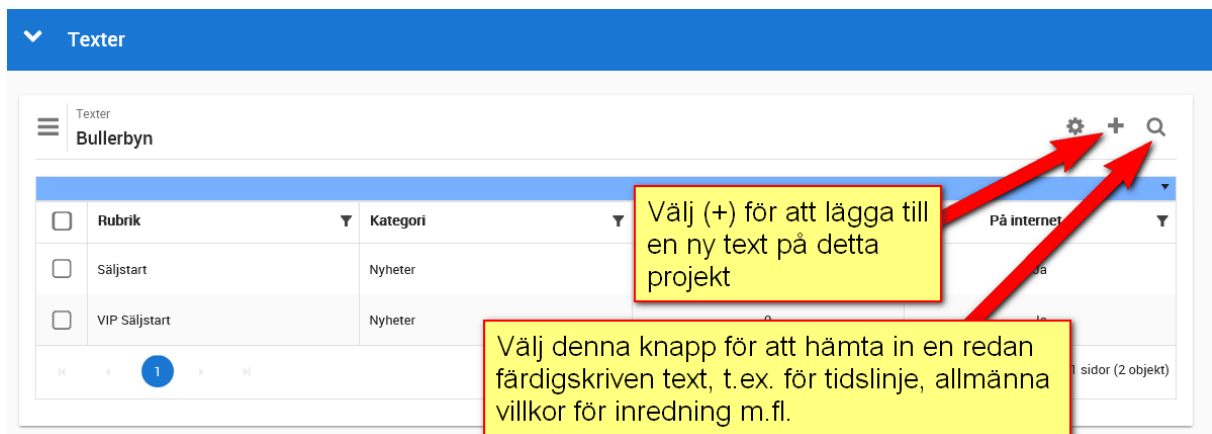 Texter
Texter
Bullerbyn
Rubrik
Kategori
På internet
Säljstart
Nyheter
VIP Säljstart
Nyheter
1
sidor (2 objekt)
Välj (+) för att lägga till
en ny text på detta
projekt
Välj denna knapp för att hämta in en redan
färdigskriven text, t.ex. för tidslinje, allmänna
villkor för inredning m.fl.